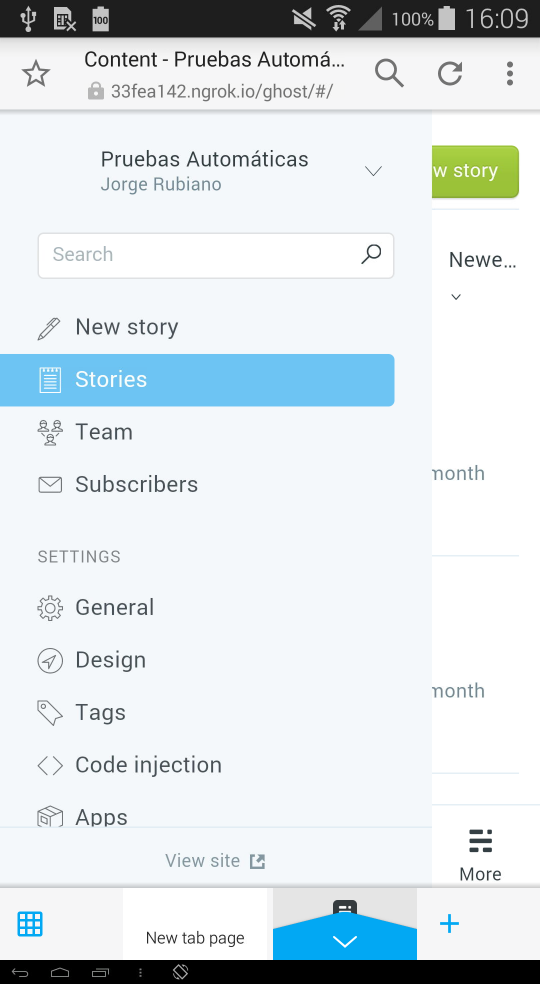 100
100% 16:09
Content - Pruebas Automá...
33fea142.ngrok.io/ghost/#/
Pruebas Automáticas
Jorge Rubiano
w story
Search
Newe...
New story
Stories
Team
Subscribers
month
SETTINGS
General
Design
month
Tags
Code injection
Apps
View site
More
New tab page